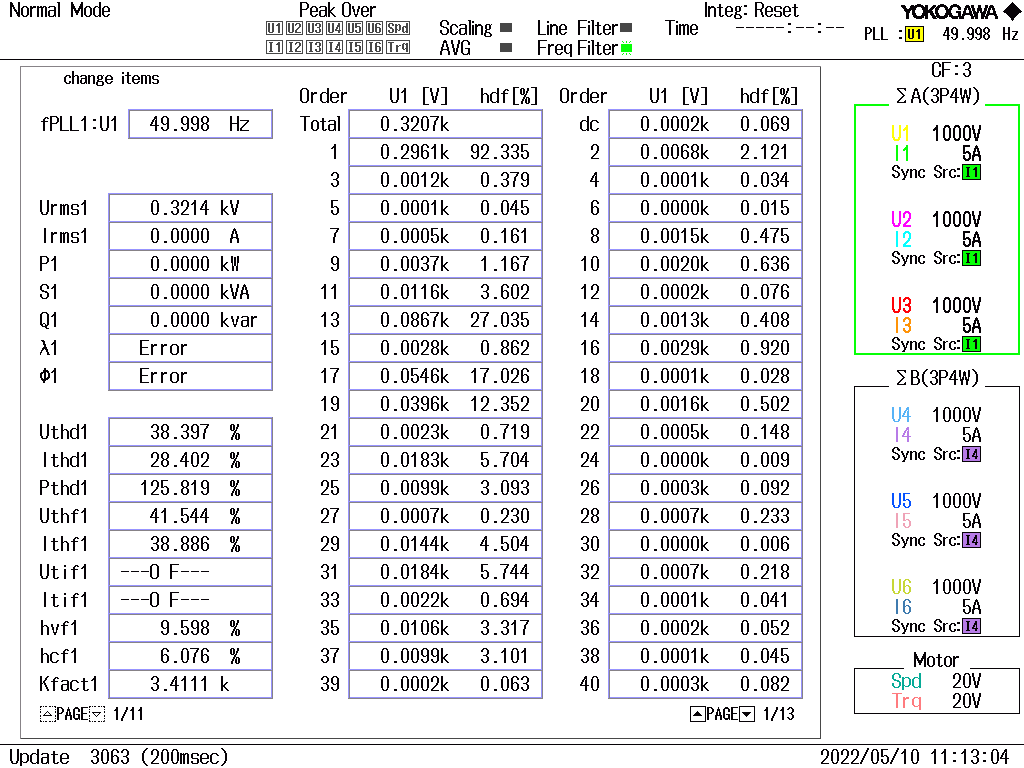 Normal Mode
Peak Over
U1 U2 U3 U4 U5 U6 Spd
I1 I2 I3 I4 I5 I6 Trq
Scaling
AVG
Line Filter
Freq Filter
Integ: Reset
Time -----:--:--
YOKOGAWA
PLL :U1 49.998 Hz
change items
fPLL1:U1 49.998 Hz
Urms1 0.3214 kV
Irms1 0.0000 A
P1 0.0000 kW
S1 0.0000 kVA
Q1 0.0000 kvar
λ1 Error
Φ1 Error
Uthd1 38.397 %
Ithd1 28.402 %
Pthd1 125.819 %
Uthf1 41.544 %
Ithf1 38.886 %
Utif1 ---O F---
Itif1 ---O F---
hvf1 9.598 %
hcf1 6.076 %
Kfact1 3.4111 k
PAGE 1/11
Order U1 [V] hdf[%] Order U1 [V] hdf[%]
Total 0.3207k dc 0.0002k 0.069
1 0.2961k 92.335 2 0.0068k 2.121
3 0.0012k 0.379 4 0.0001k 0.034
5 0.0001k 0.045 6 0.0000k 0.015
7 0.0005k 0.161 8 0.0015k 0.475
9 0.0037k 1.167 10 0.0020k 0.636
11 0.0116k 3.602 12 0.0002k 0.076
13 0.0867k 27.035 14 0.0013k 0.408
15 0.0028k 0.862 16 0.0029k 0.920
17 0.0546k 17.026 18 0.0001k 0.028
19 0.0396k 12.352 20 0.0016k 0.502
21 0.0023k 0.719 22 0.0005k 0.148
23 0.0183k 5.704 24 0.0000k 0.009
25 0.0099k 3.093 26 0.0003k 0.092
27 0.0007k 0.230 28 0.0007k 0.233
29 0.0144k 4.504 30 0.0000k 0.006
31 0.0184k 5.744 32 0.0007k 0.218
33 0.0022k 0.694 34 0.0001k 0.041
35 0.0106k 3.317 36 0.0002k 0.052
37 0.0099k 3.101 38 0.0001k 0.045
39 0.0002k 0.063 40 0.0003k 0.082
PAGE 1/13
CF:3
ΣA(3P4W)
U1 1000V
I1 5A
Sync Src:I1
U2 1000V
I2 5A
Sync Src:I1
U3 1000V
I3 5A
Sync Src:I1
ΣB(3P4W)
U4 1000V
I4 5A
Sync Src:I4
U5 1000V
I5 5A
Sync Src:I4
U6 1000V
I6 5A
Sync Src:I4
Motor
Spd 20V
Trq 20V
Update 3063 (200msec)
2022/05/10 11:13:04